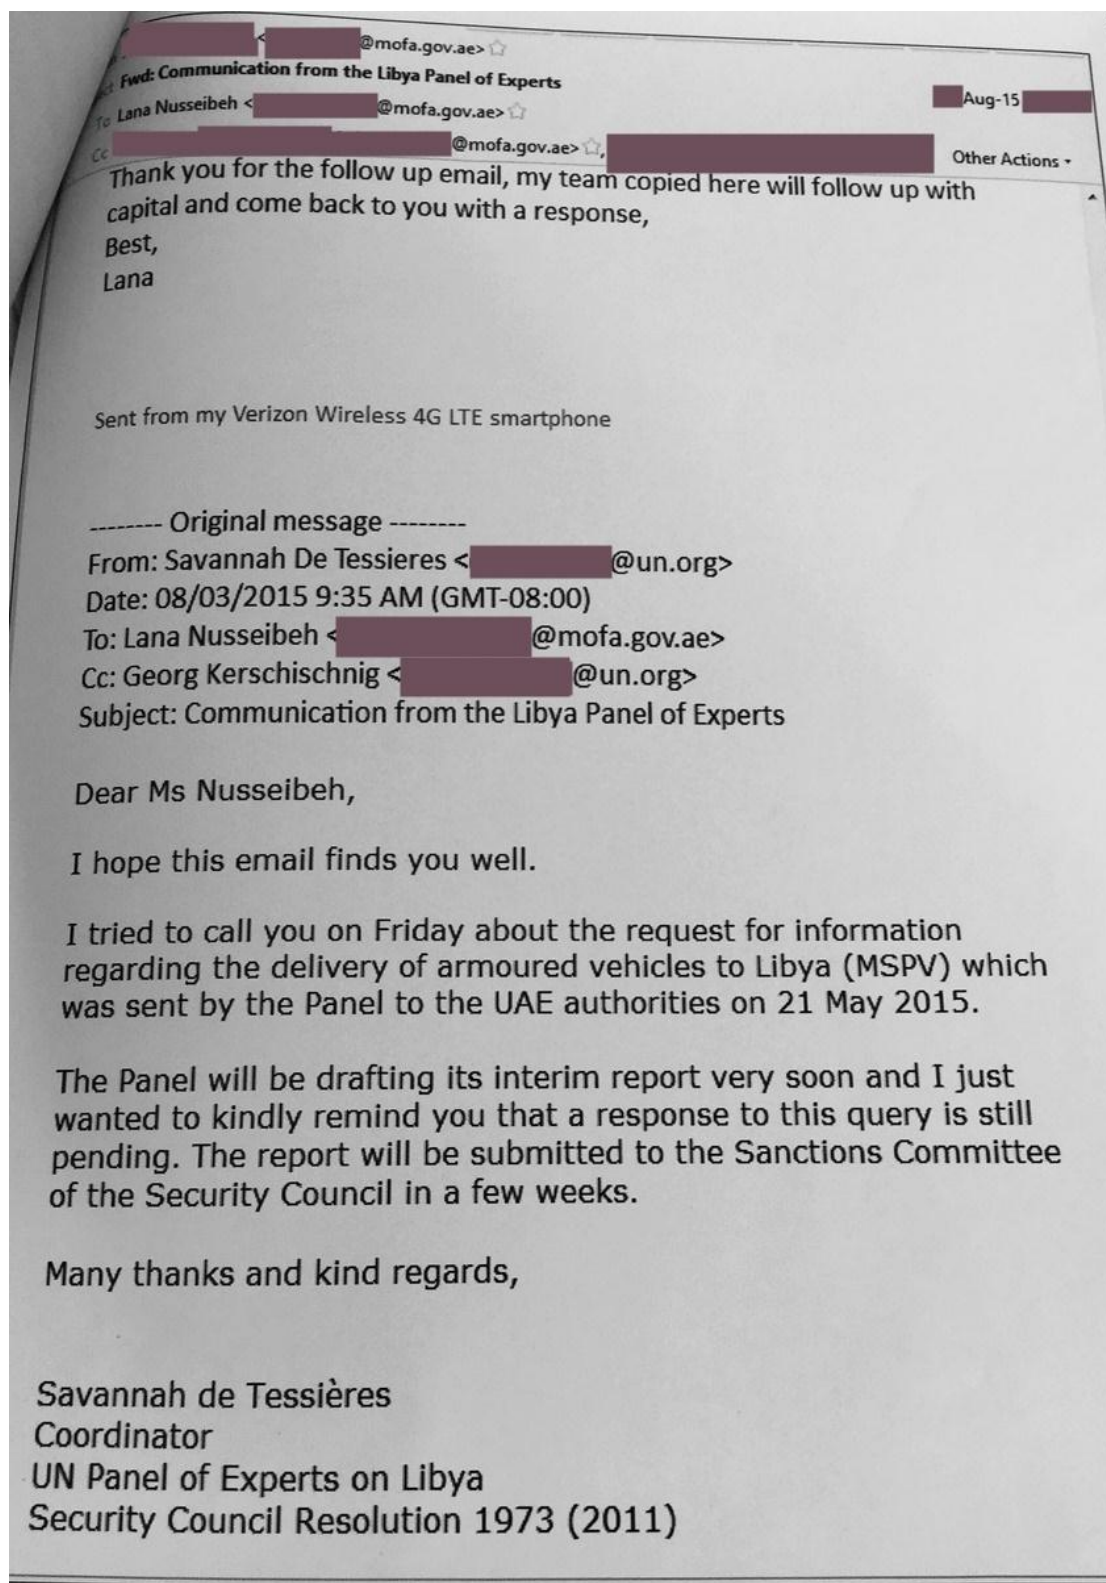 < @mofa.gov.ae>
Fwd: Communication from the Libya Panel of Experts
Aug-15
To Lana Nusseibeh < @mofa.gov.ae>
Cc @mofa.gov.ae>,
Other Actions
Thank you for the follow up email, my team copied here will follow up with
capital and come back to you with a response,
Best,
Lana
Sent from my Verizon Wireless 4G LTE smartphone
-------- Original message --------
From: Savannah De Tessieres < @un.org>
Date: 08/03/2015 9:35 AM (GMT-08:00)
To: Lana Nusseibeh < @mofa.gov.ae>
Cc: Georg Kerschischnig < @un.org>
Subject: Communication from the Libya Panel of Experts
Dear Ms Nusseibeh,
I hope this email finds you well.
I tried to call you on Friday about the request for information
regarding the delivery of armoured vehicles to Libya (MSPV) which
was sent by the Panel to the UAE authorities on 21 May 2015.
The Panel will be drafting its interim report very soon and I just
wanted to kindly remind you that a response to this query is still
pending. The report will be submitted to the Sanctions Committee
of the Security Council in a few weeks.
Many thanks and kind regards,
Savannah de Tessières
Coordinator
UN Panel of Experts on Libya
Security Council Resolution 1973 (2011)